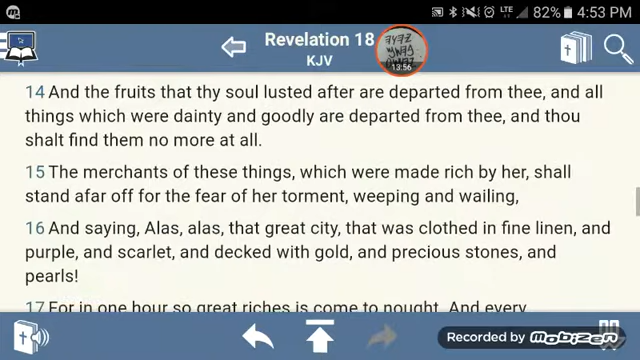 LTE 82% 4:53 PM
Revelation 18
KJV
13:56
14 And the fruits that thy soul lusted after are departed from thee, and all
things which were dainty and goodly are departed from thee, and thou
shalt find them no more at all.
15 The merchants of these things, which were made rich by her, shall
stand afar off for the fear of her torment, weeping and wailing,
16 And saying, Alas, alas, that great city, that was clothed in fine linen, and
purple, and scarlet, and decked with gold, and precious stones, and
pearls!
17 For in one hour so great riches is come to nought. And every
Recorded by mobizen